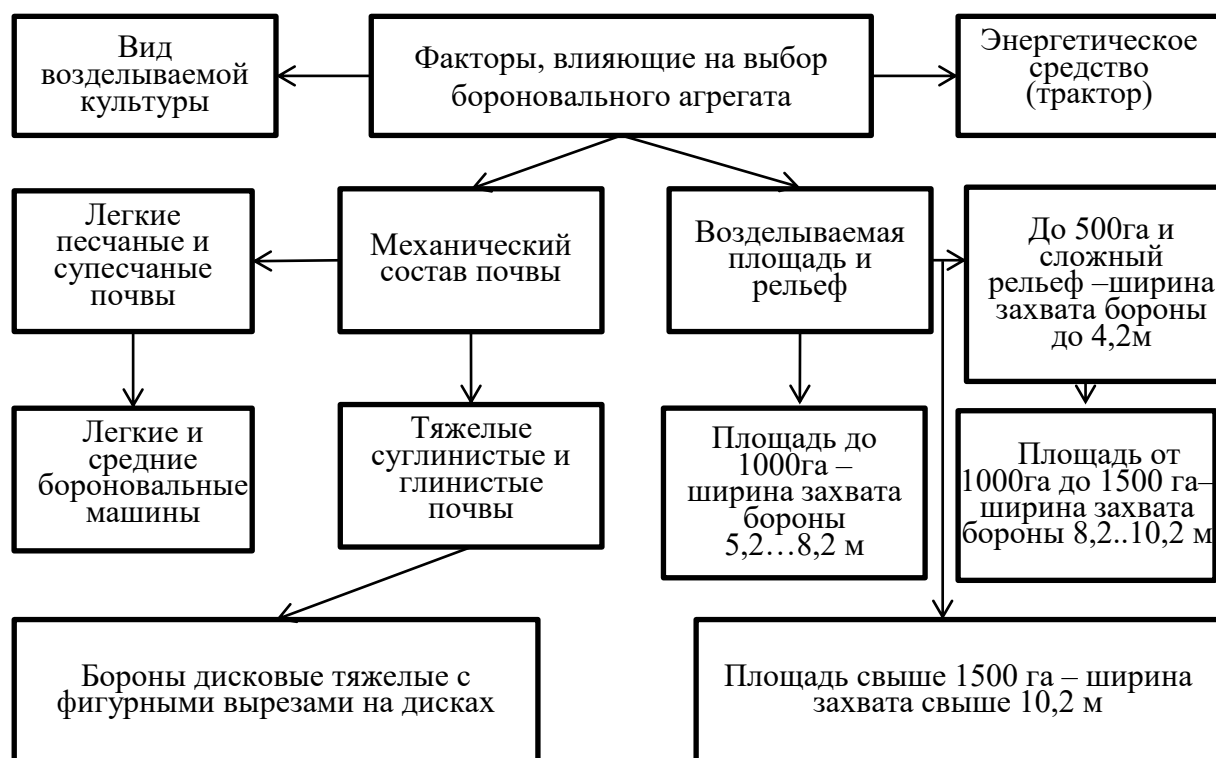 Вид
возделываемой
культуры
Факторы, влияющие на выбор
бороновального агрегата
Энергетическое
средство
(трактор)
Легкие
песчаные и
супесчаные
почвы
Механический
состав почвы
Возделываемая
площадь и
рельеф
До 500га и
сложный
рельеф –ширина
захвата бороны
до 4,2м
Легкие и
средние
бороновальные
машины
Тяжелые
суглинистые и
глинистые
почвы
Площадь до
1000га –
ширина захвата
бороны
5,2…8,2 м
Площадь от
1000га до 1500 га–
ширина захвата
бороны 8,2..10,2 м
Бороны дисковые тяжелые с
фигурными вырезами на дисках
Площадь свыше 1500 га – ширина
захвата свыше 10,2 м